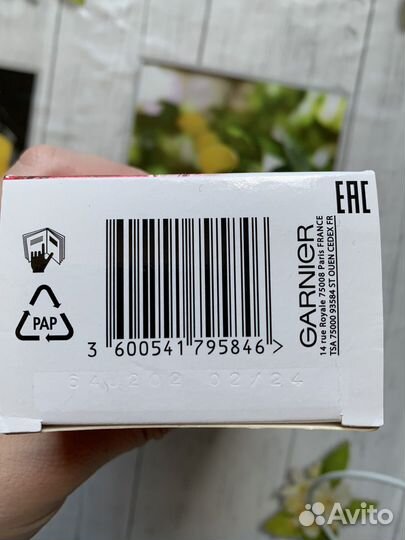 EAC
GARNIER
14 rue Royale 75008 Paris FRANCE
TSA 75000 93584 ST OUEN CEDEX FR
PAP
3 600541 795846 >
64J202 02/24
Avito